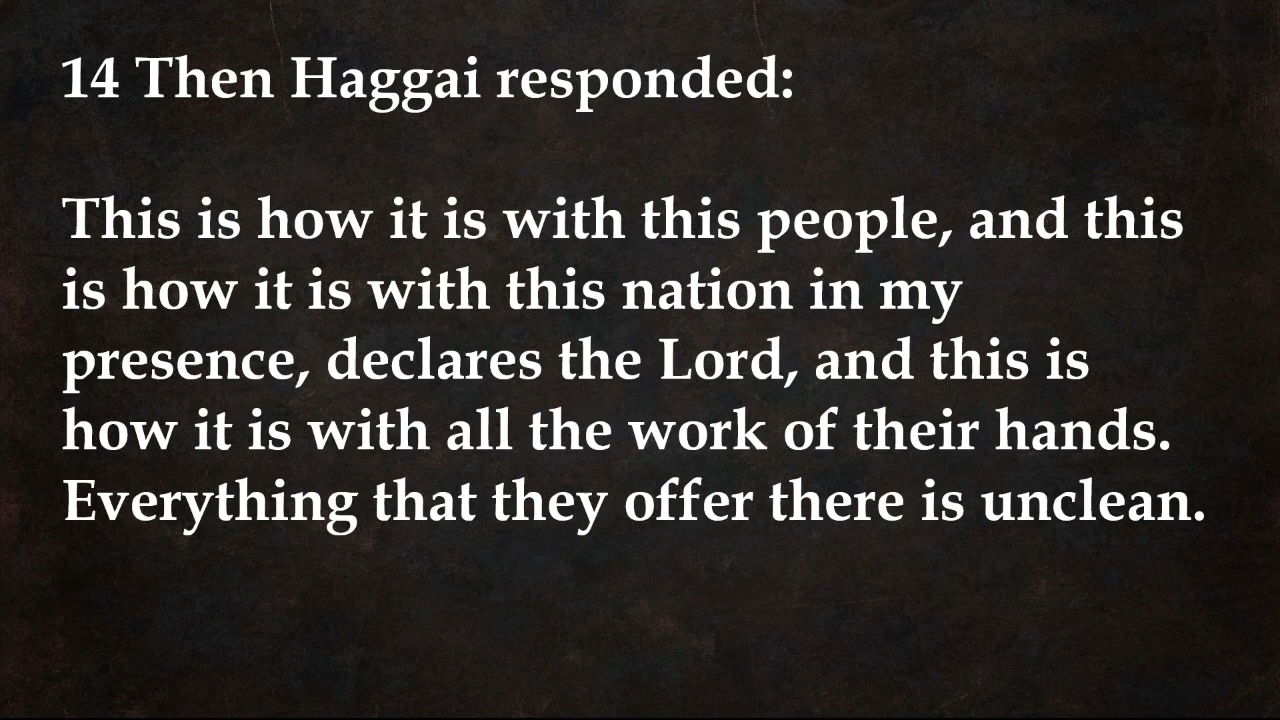 14 Then Haggai responded:
This is how it is with this people, and this
is how it is with this nation in my
presence, declares the Lord, and this is
how it is with all the work of their hands.
Everything that they offer there is unclean.